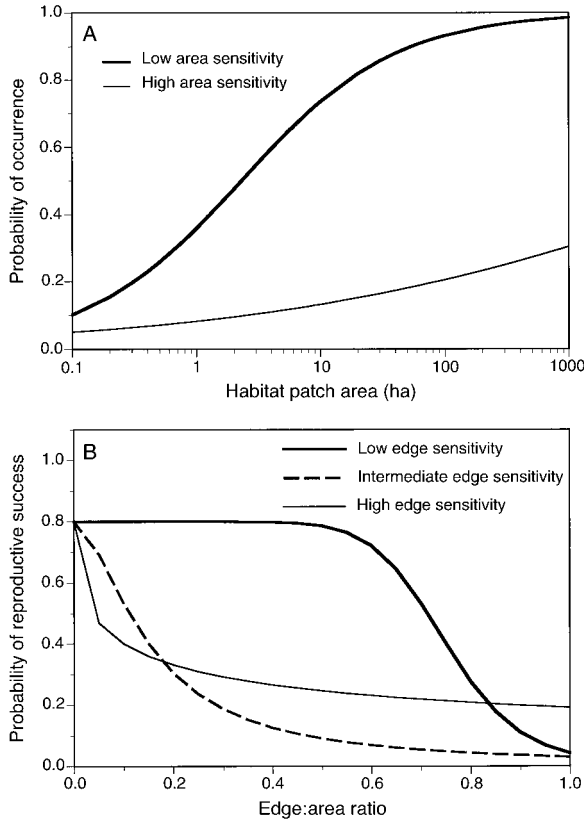 A
Low area sensitivity
High area sensitivity
Probability of occurrence
1.0
0.8
0.6
0.4
0.2
0.0
0.1
1
10
100
1000
Habitat patch area (ha)
B
Low edge sensitivity
Intermediate edge sensitivity
High edge sensitivity
Probability of reproductive success
1.0
0.8
0.6
0.4
0.2
0.0
0.0
0.2
0.4
0.6
0.8
1.0
Edge:area ratio